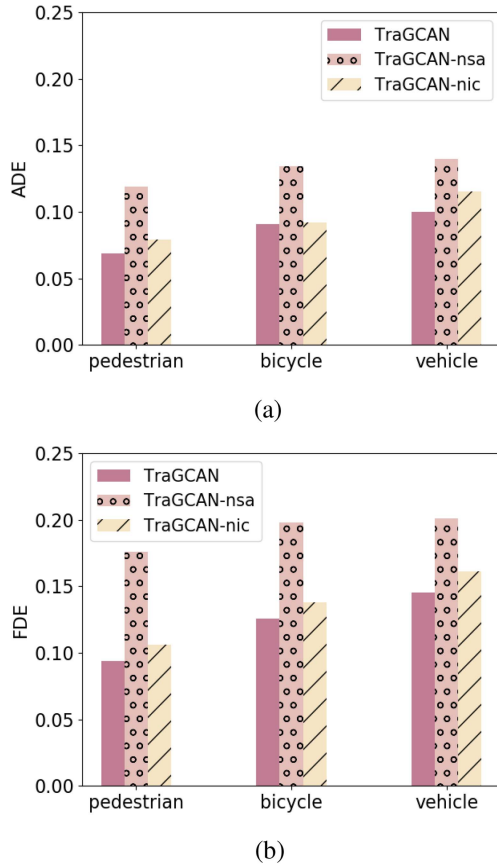 0.25
0.20
0.15
0.10
0.05
0.00
ADE
TraGCAN
TraGCAN-nsa
TraGCAN-nic
pedestrian bicycle vehicle
(a)
0.25
0.20
0.15
0.10
0.05
0.00
FDE
TraGCAN
TraGCAN-nsa
TraGCAN-nic
pedestrian bicycle vehicle
(b)